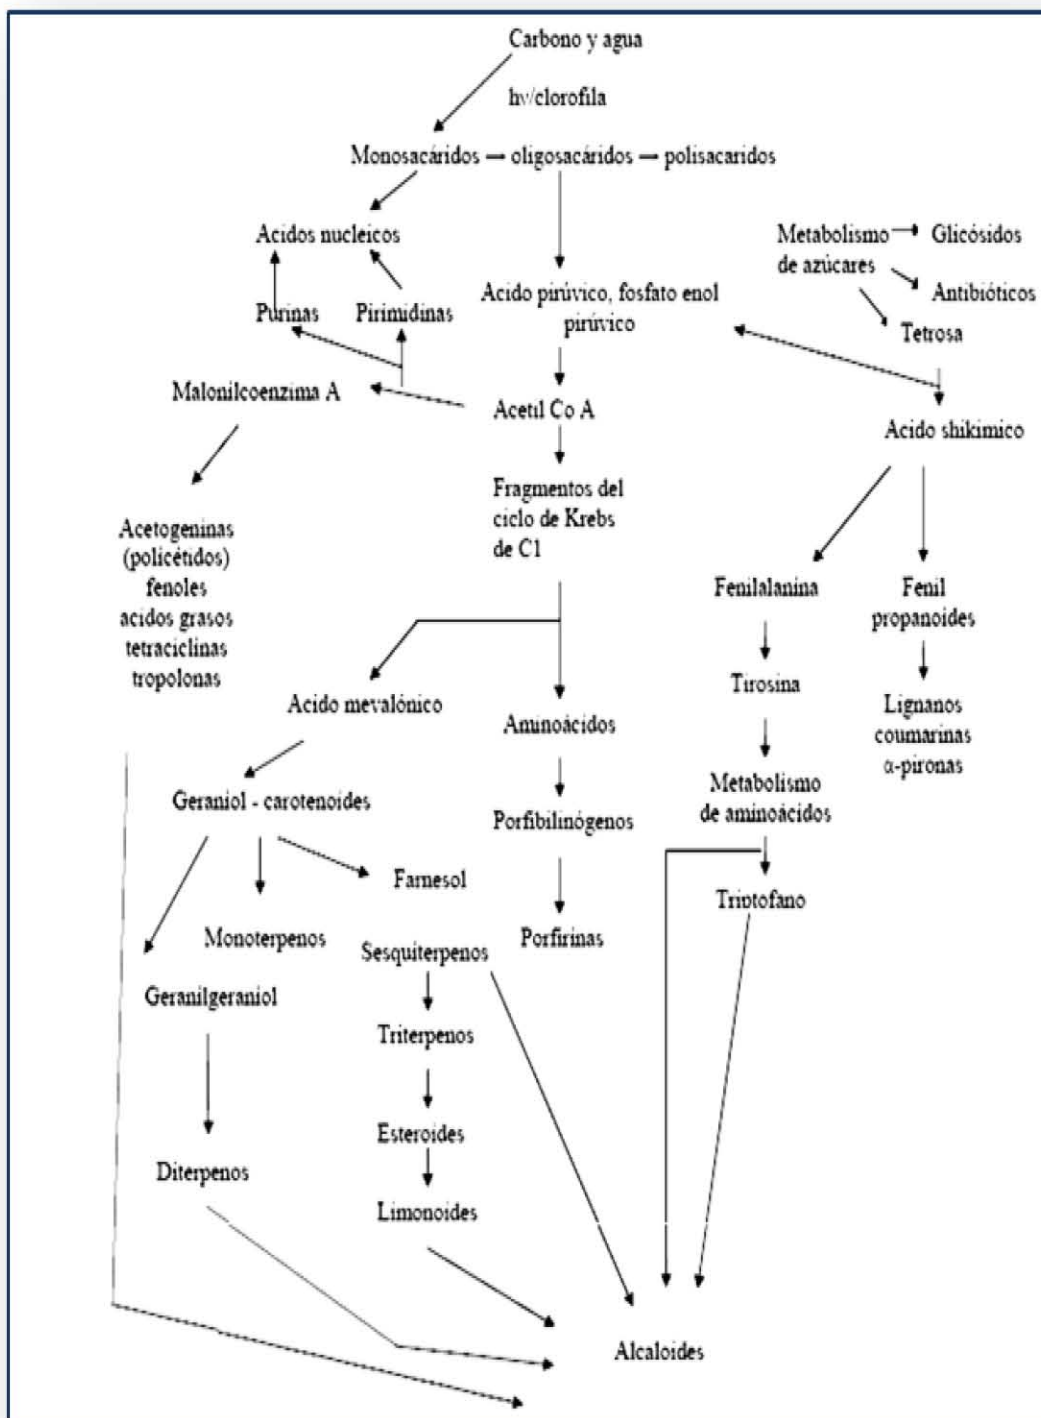 Carbono y agua
hν/clorofila
Monosacáridos → oligosacáridos → polisacaridos
Acidos nucleicos
Metabolismo
de azúcares
Glicósidos
Antibióticos
Tetrosa
Purinas
Pirimidinas
Acido pirúvico, fosfato enol
pirúvico
Malonilcoenzima A
Acetil Co A
Acido shikimico
Fragmentos del
ciclo de Krebs
de C1
Acetogeninas
(policétidos)
fenoles
acidos grasos
tetraciclinas
tropolonas
Fenilalanina
Fenil
propanoides
Tirosina
Lignanos
coumarinas
α-pironas
Acido mevalónico
Aminoácidos
Metabolismo
de aminoácidos
Geraniol - carotenoides
Porfibilinógenos
Farnesol
Triptofano
Monoterpenos
Sesquiterpenos
Porfirinas
Geranilgeraniol
Triterpenos
Esteroides
Diterpenos
Limonoides
Alcaloides